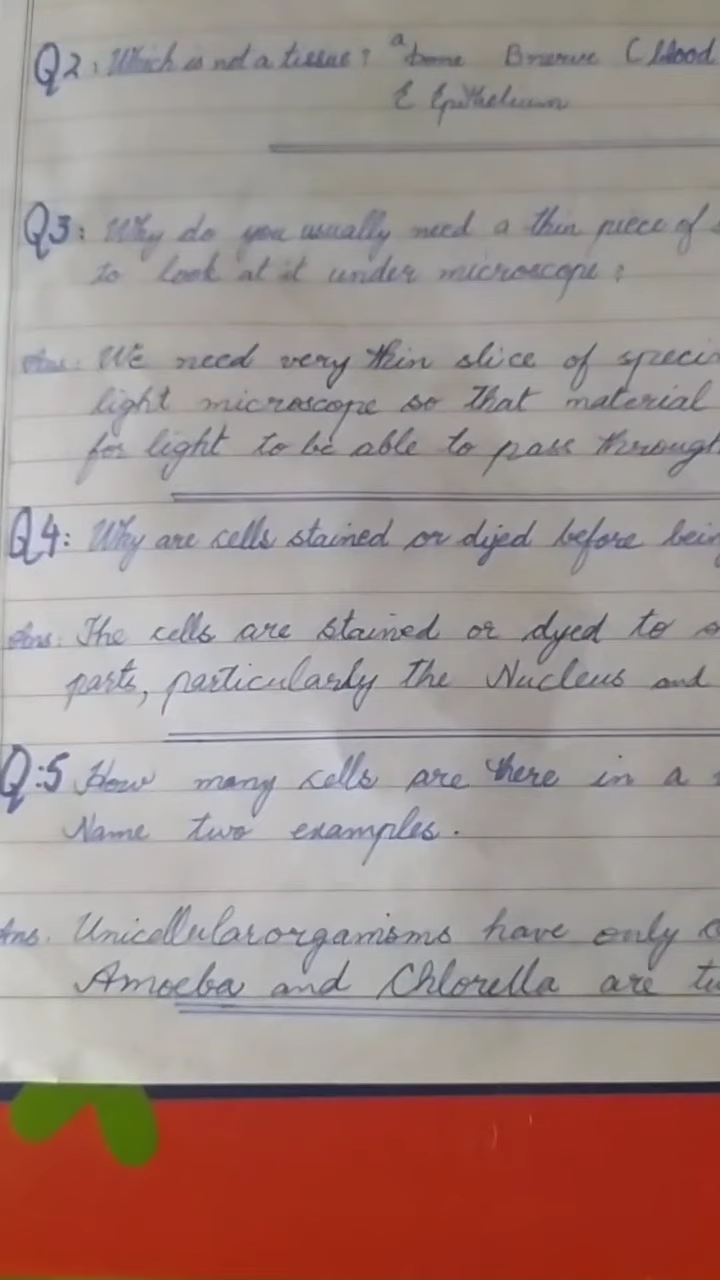 Q2: Which is not a tissue? a bone B nerve C blood
E Epithelium
Q3: Why do you usually need a thin piece of
to look at it under microscope?
Ans: We need very thin slice of speci
light microscope so that material
for light to be able to pass through
Q4: Why are cells stained or dyed before bein
Ans: The cells are stained or dyed to
parts, particularly the Nucleus and
Q:5 How many cells are there in a
Name two examples.
Ans. Unicellular organisms have only
Amoeba and Chlorella are tw